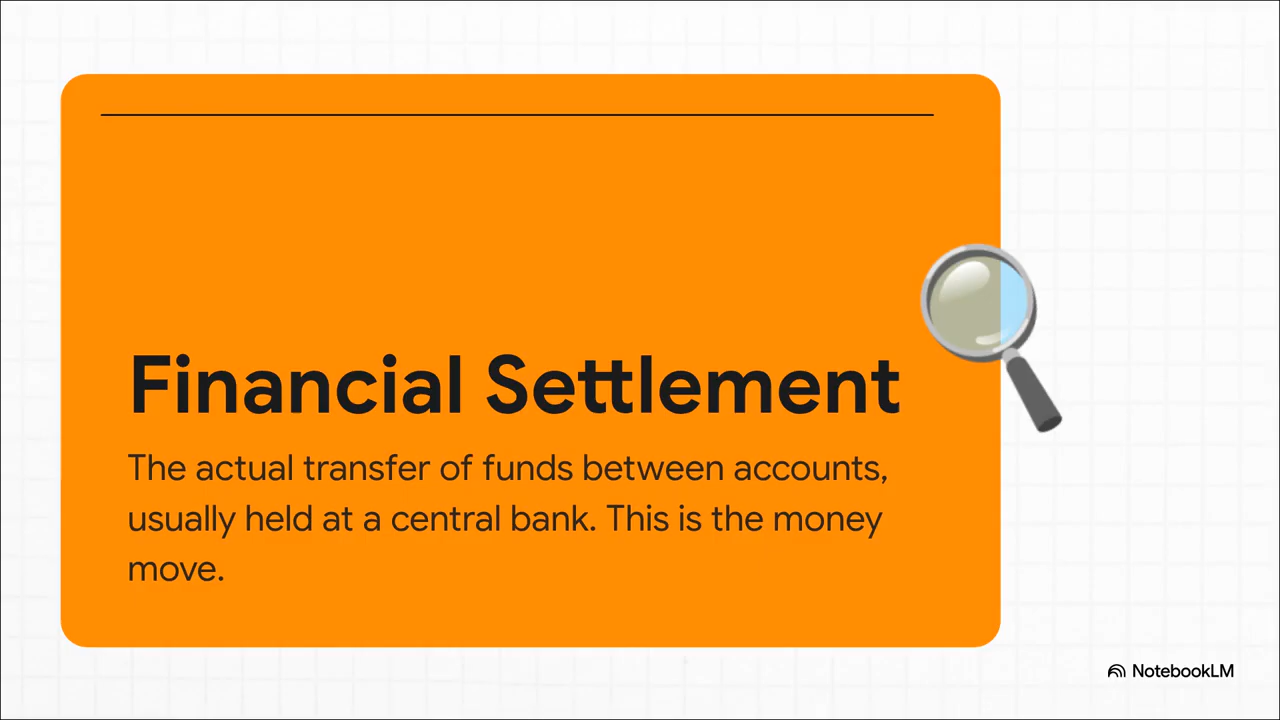 Financial Settlement
The actual transfer of funds between accounts,
usually held at a central bank. This is the money
move.
NotebookLM